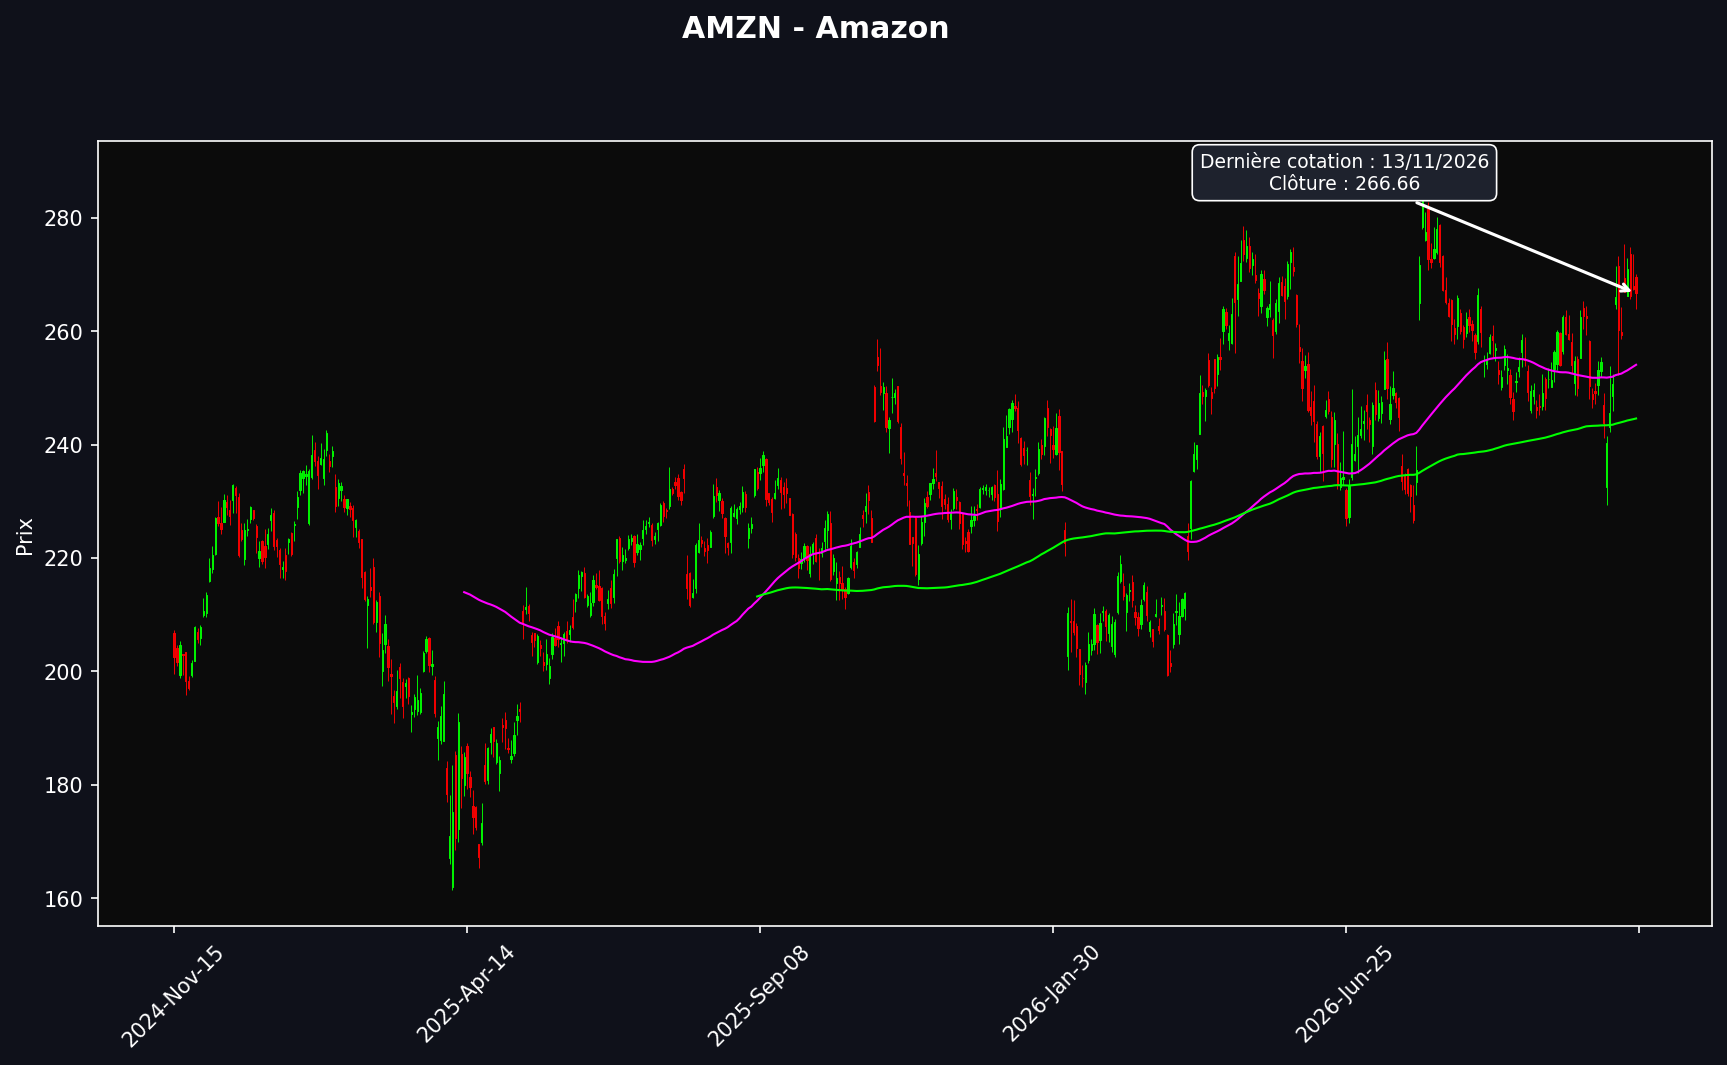 AMZN - Amazon
Dernière cotation : 13/11/2026
Clôture : 266.66
Prix
280
260
240
220
200
180
160
2024-Nov-15
2025-Apr-14
2025-Sep-08
2026-Jan-30
2026-Jun-25